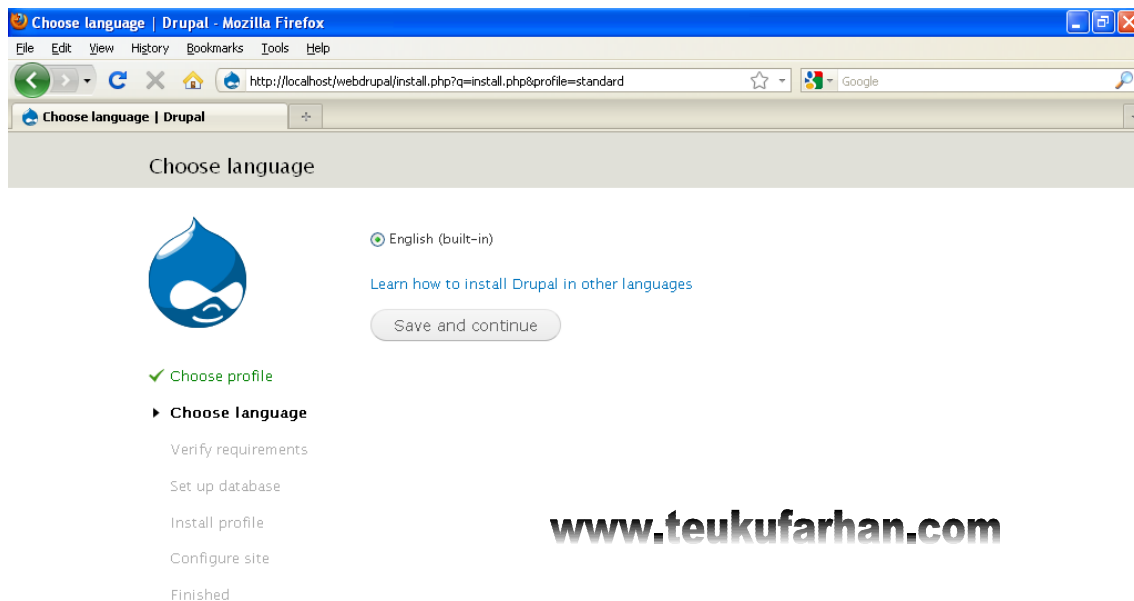 Choose language | Drupal - Mozilla Firefox
File Edit View History Bookmarks Tools Help
http://localhost/webdrupal/install.php?q=install.php&profile=standard
Google
Choose language | Drupal
Choose language
English (built-in)
Learn how to install Drupal in other languages
Save and continue
Choose profile
Choose language
Verify requirements
Set up database
Install profile
Configure site
Finished
www.teukufarhan.com